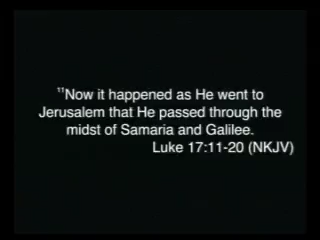 ¹¹Now it happened as He went to
Jerusalem that He passed through the
midst of Samaria and Galilee.
Luke 17:11-20 (NKJV)